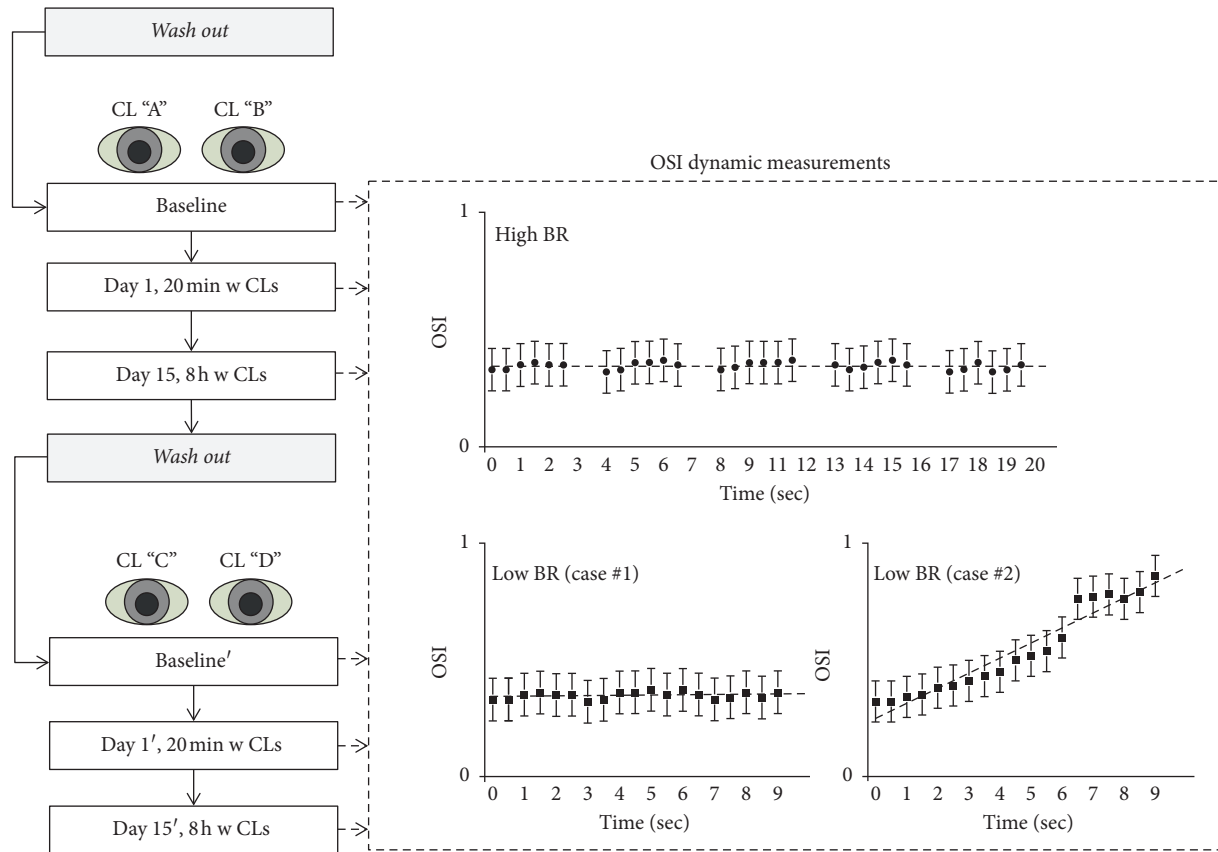 Wash out
CL “A” CL “B”
Baseline
Day 1, 20 min w CLs
Day 15, 8 h w CLs
Wash out
CL “C” CL “D”
Baseline′
Day 1′, 20 min w CLs
Day 15′, 8 h w CLs
OSI dynamic measurements
1
High BR
OSI
0
0 1 2 3 4 5 6 7 8 9 10 11 12 13 14 15 16 17 18 19 20
Time (sec)
1
Low BR (case #1)
OSI
0
0 1 2 3 4 5 6 7 8 9
Time (sec)
1
Low BR (case #2)
OSI
0
0 1 2 3 4 5 6 7 8 9
Time (sec)